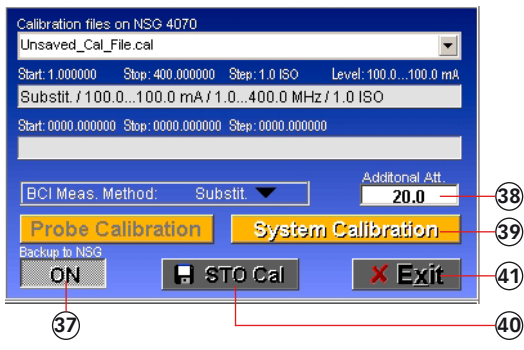 Calibration files on NSG 4070
Unsaved_Cal_File.cal
Start: 1.000000 Stop: 400.000000 Step: 1.0 ISO Level: 100.0...100.0 mA
Substit. / 100.0...100.0 mA / 1.0...400.0 MHz / 1.0 ISO
Start: 0000.000000 Stop: 0000.000000 Step: 0000.000000
Additonal Att.
BCI Meas. Method: Substit.
20.0
38
Probe Calibration
System Calibration
39
Backup to NSG
ON
STO Cal
Exit
41
37
40